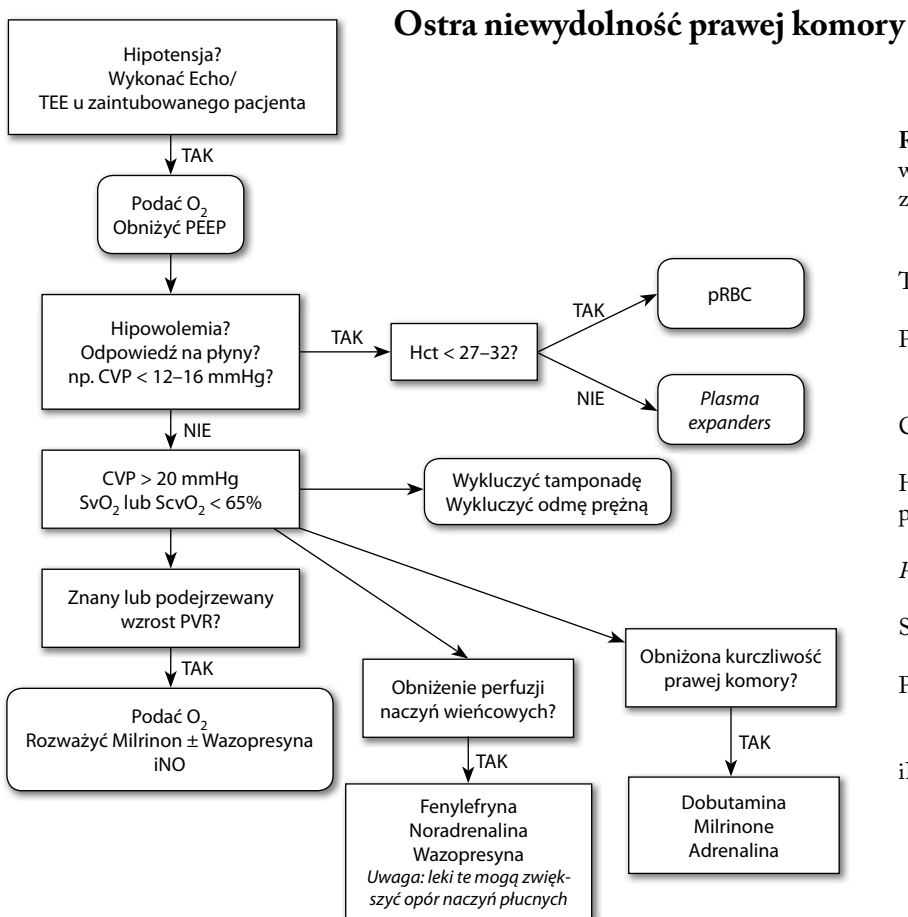 Ostra niewydolność prawej komory
Hipotensja?
Wykonać Echo/
TEE u zaintubowanego pacjenta
TAK
Podać O₂
Obniżyć PEEP
Hipowolemia?
Odpowiedź na płyny?
np. CVP < 12–16 mmHg?
TAK
Hct < 27–32?
TAK
pRBC
NIE
Plasma
expanders
NIE
CVP > 20 mmHg
SvO₂ lub ScvO₂ < 65%
Wykluczyć tamponadę
Wykluczyć odmę prężną
Znany lub podejrzewany
wzrost PVR?
TAK
Podać O₂
Rozważyć Milrinon ± Wazopresyna
iNO
Obniżenie perfuzji
naczyń wieńcowych?
TAK
Fenylefryna
Noradrenalina
Wazopresyna
Uwaga: leki te mogą zwięk-
szyć opór naczyń płucnych
Obniżona kurczliwość
prawej komory?
TAK
Dobutamina
Milrinone
Adrenalina